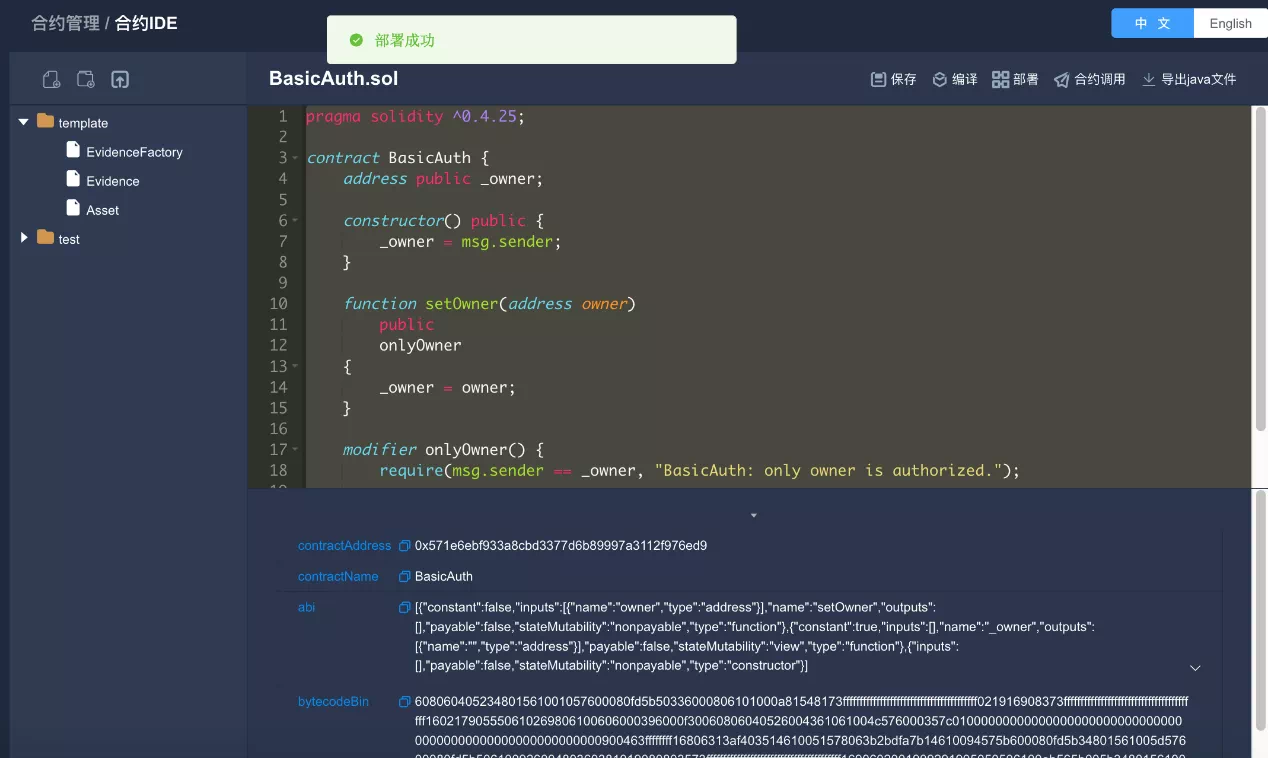 合约管理 / 合约IDE
部署成功
中 文 English
BasicAuth.sol
保存 编译 部署 合约调用 导出java文件
template
EvidenceFactory
Evidence
Asset
test
1 pragma solidity ^0.4.25;
2
3 contract BasicAuth {
4 address public _owner;
5
6 constructor() public {
7 _owner = msg.sender;
8 }
9
10 function setOwner(address owner)
11 public
12 onlyOwner
13 {
14 _owner = owner;
15 }
16
17 modifier onlyOwner() {
18 require(msg.sender == _owner, "BasicAuth: only owner is authorized.");
contractAddress 0x571e6ebf933a8cbd3377d6b89997a3112f976ed9
contractName BasicAuth
abi [{"constant":false,"inputs":[{"name":"owner","type":"address"}],"name":"setOwner","outputs":
[],"payable":false,"stateMutability":"nonpayable","type":"function"},{"constant":true,"inputs":[],"name":"_owner","outputs":
[{"name":"","type":"address"}],"payable":false,"stateMutability":"view","type":"function"},{"inputs":
[],"payable":false,"stateMutability":"nonpayable","type":"constructor"}]
bytecodeBin